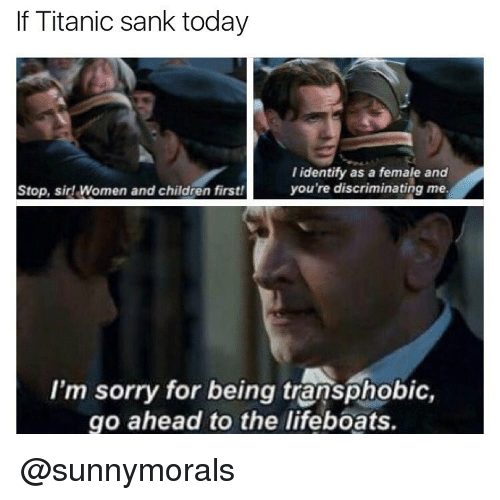 If Titanic sank today
Stop, sir! Women and children first!
I identify as a female and
you're discriminating me.
I'm sorry for being transphobic,
go ahead to the lifeboats.
@sunnymorals